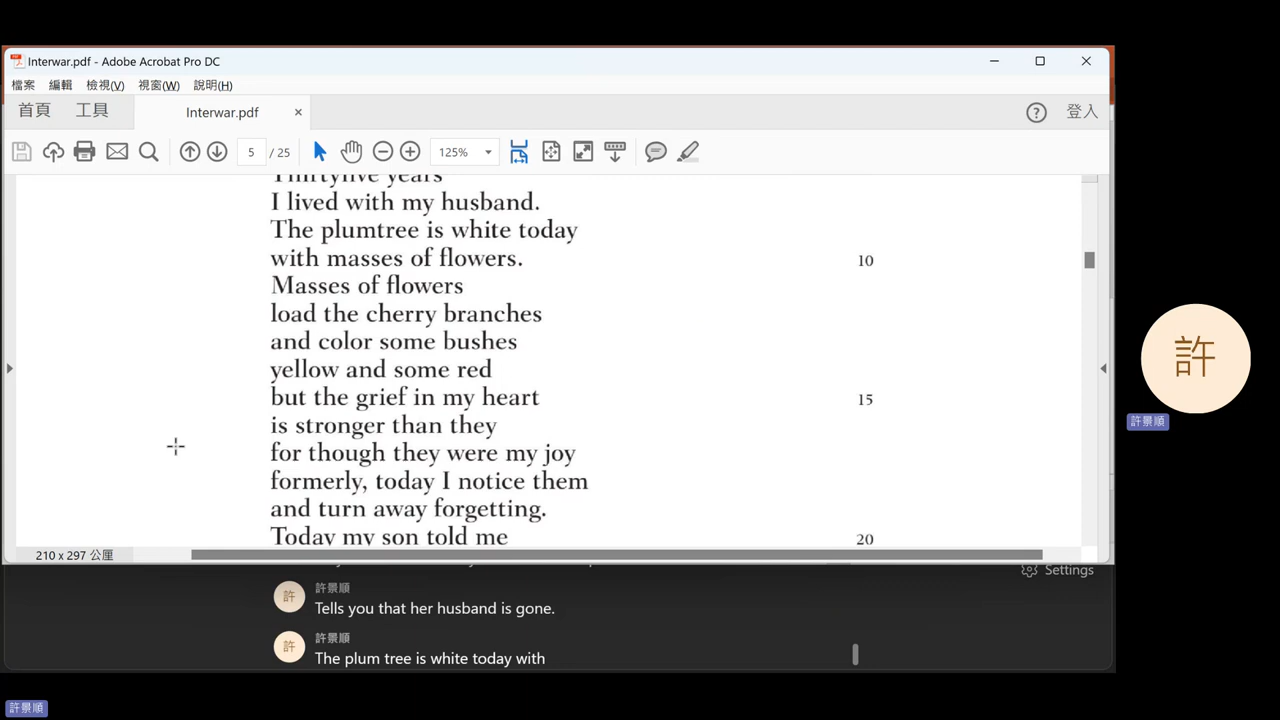 Interwar.pdf - Adobe Acrobat Pro DC
檔案 編輯 檢視(V) 視窗(W) 說明(H)
首頁 工具 Interwar.pdf × ? 登入
5 / 25 125%
Thirtyfive years
I lived with my husband.
The plumtree is white today
with masses of flowers. 10
Masses of flowers
load the cherry branches
and color some bushes
yellow and some red
but the grief in my heart 15
is stronger than they
for though they were my joy
formerly, today I notice them
and turn away forgetting.
Today my son told me 20
210 x 297 公厘
Settings
許 許景順
Tells you that her husband is gone.
許 許景順
The plum tree is white today with
許
許景順
許景順